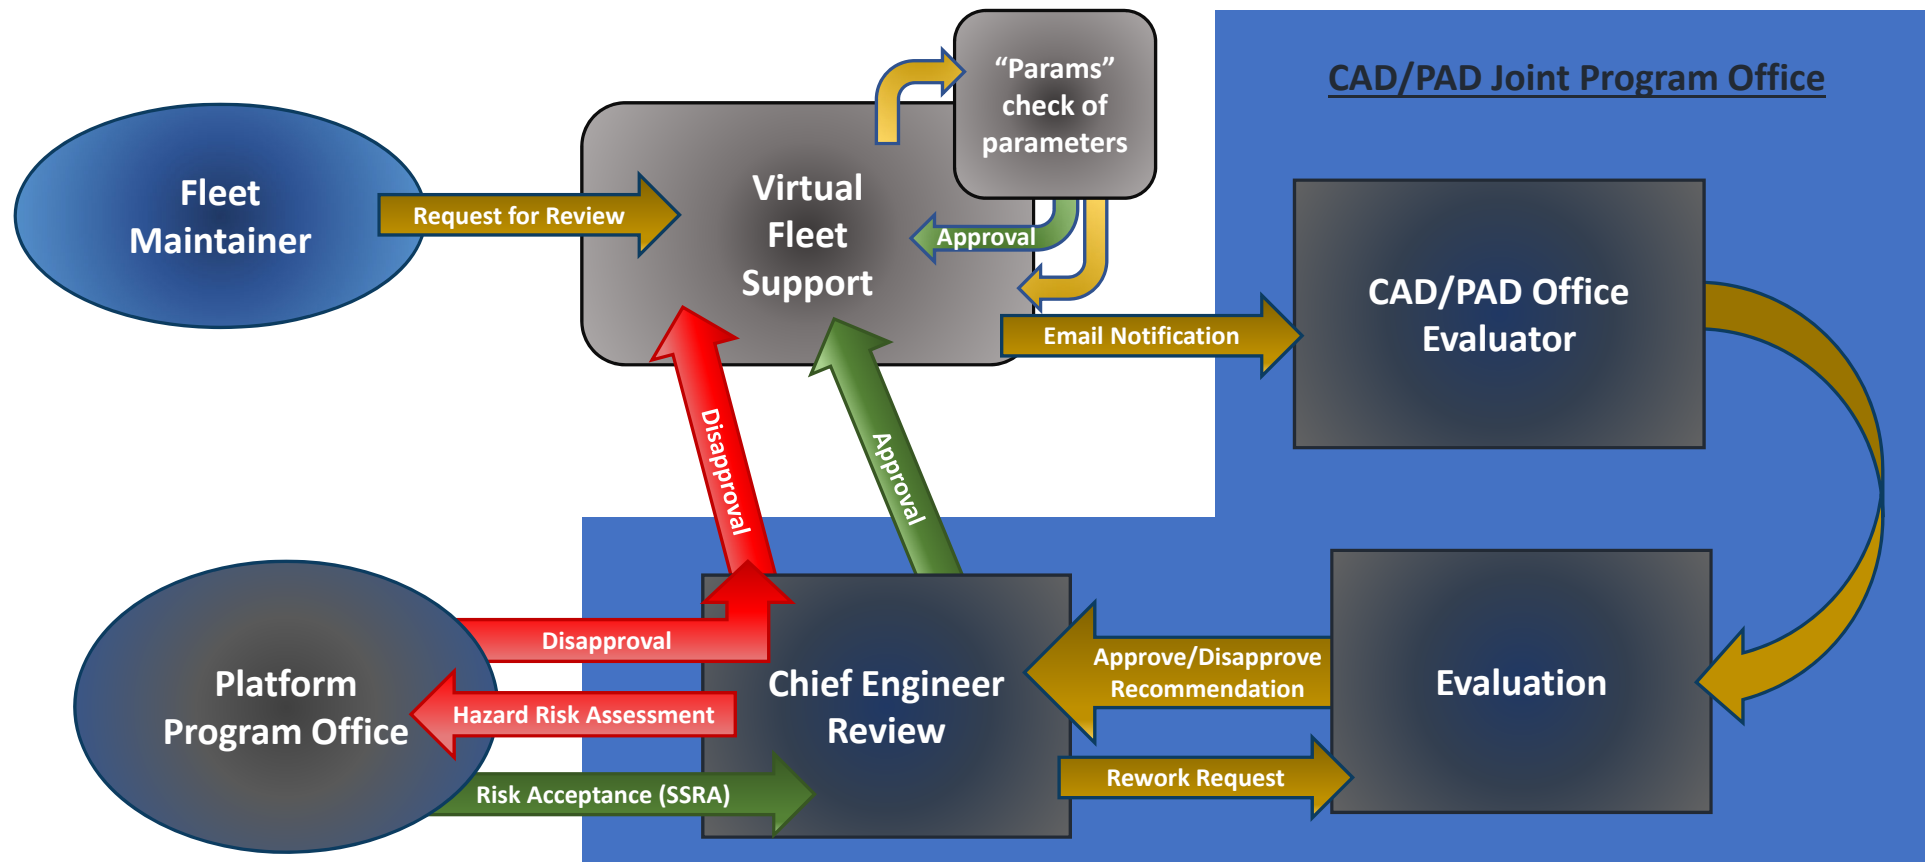 “Params”
check of
parameters
CAD/PAD Joint Program Office
Fleet
Maintainer
Request for Review
Virtual
Fleet
Support
Approval
Email Notification
CAD/PAD Office
Evaluator
Disapproval
Approval
Disapproval
Hazard Risk Assessment
Risk Acceptance (SSRA)
Platform
Program Office
Chief Engineer
Review
Approve/Disapprove
Recommendation
Rework Request
Evaluation